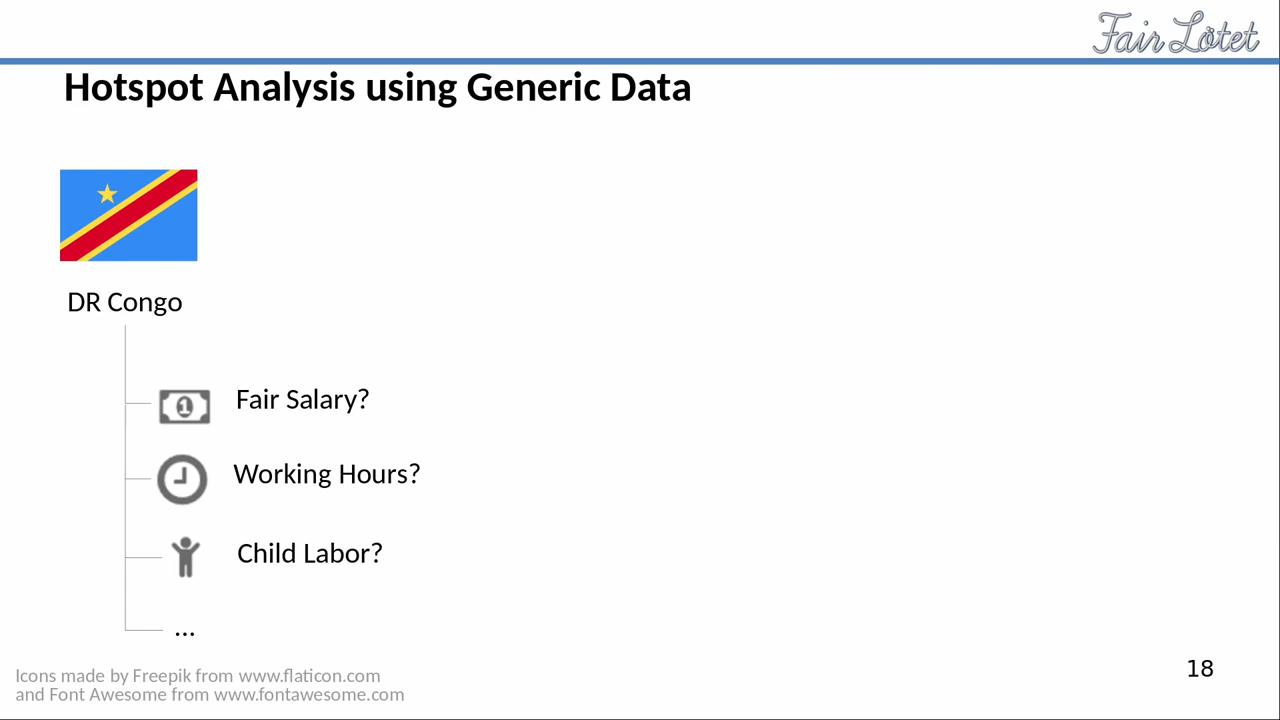 Fair Lötet
Hotspot Analysis using Generic Data
DR Congo
1
Fair Salary?
Working Hours?
Child Labor?
...
Icons made by Freepik from www.flaticon.com
and Font Awesome from www.fontawesome.com
18